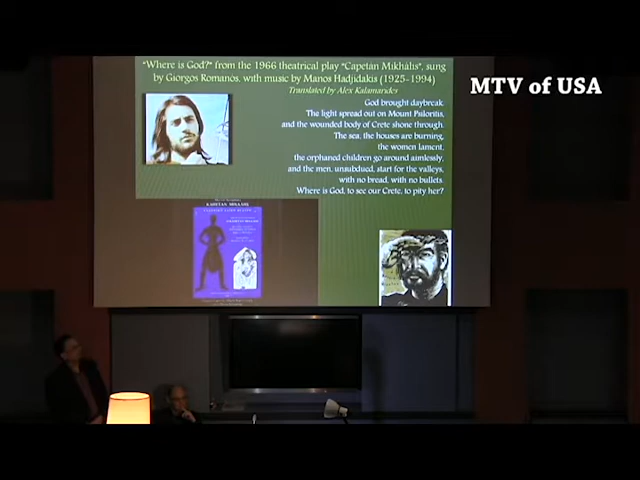 "Where is God?" from the 1966 theatrical play "Capetán Mikhális", sung
by Giorgos Romanos, with music by Manos Hadjidakis (1925-1994)
Translated by Alex Kalamarides
MTV of USA
God brought daybreak.
The light spread out on Mount Psiloritis,
and the wounded body of Crete shone through.
The sea, the houses are burning,
the women lament,
the orphaned children go around aimlessly,
and the men, unsubdued, start for the valleys,
with no bread, with no bullets.
Where is God, to see our Crete, to pity her?